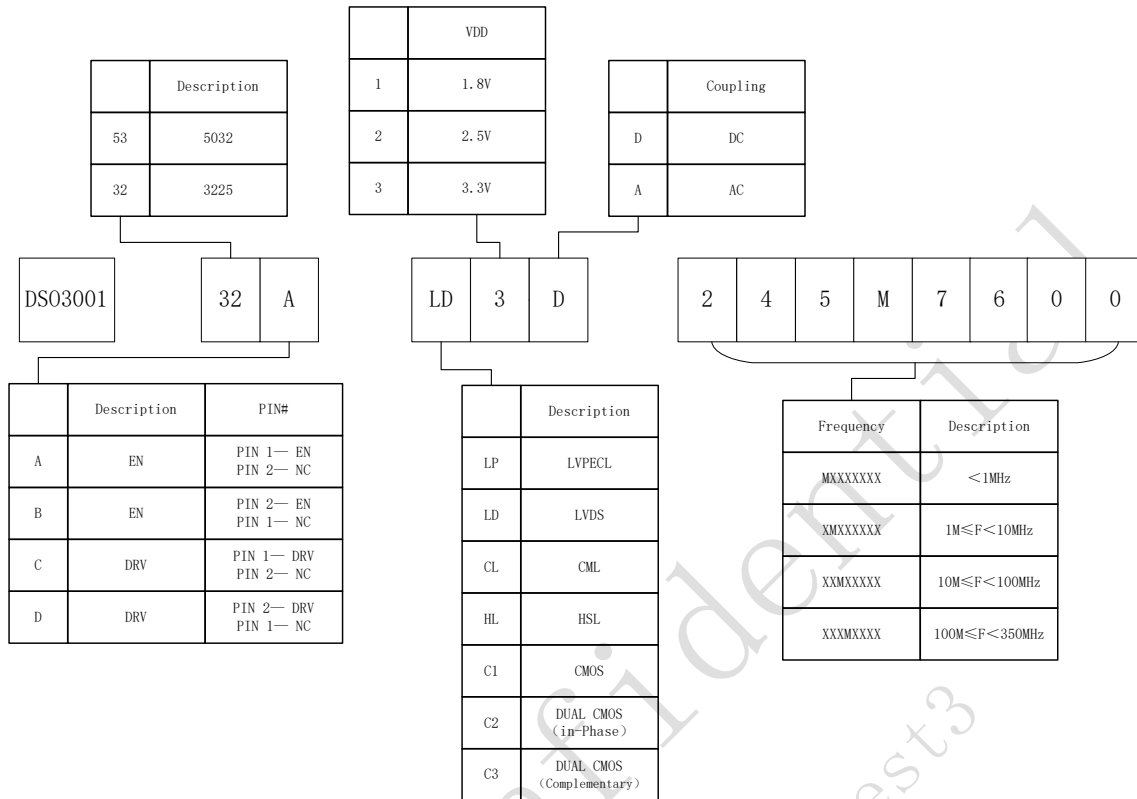 VDD
1 1.8V
2 2.5V
3 3.3V
Description
53 5032
32 3225
Coupling
D DC
A AC
DSO3001 32 A LD 3 D 2 4 5 M 7 6 0 0
Description PIN#
A EN PIN 1— EN
PIN 2— NC
B EN PIN 2— EN
PIN 1— NC
C DRV PIN 1— DRV
PIN 2— NC
D DRV PIN 2— DRV
PIN 1— NC
Description
LP LVPECL
LD LVDS
CL CML
HL HSL
C1 CMOS
C2 DUAL CMOS
(in-Phase)
C3 DUAL CMOS
(Complementary)
Frequency Description
MXXXXXXX <1MHz
XMXXXXXX 1M≤F<10MHz
XXMXXXXX 10M≤F<100MHz
XXXMXXXX 100M≤F<350MHz
fidential
est3